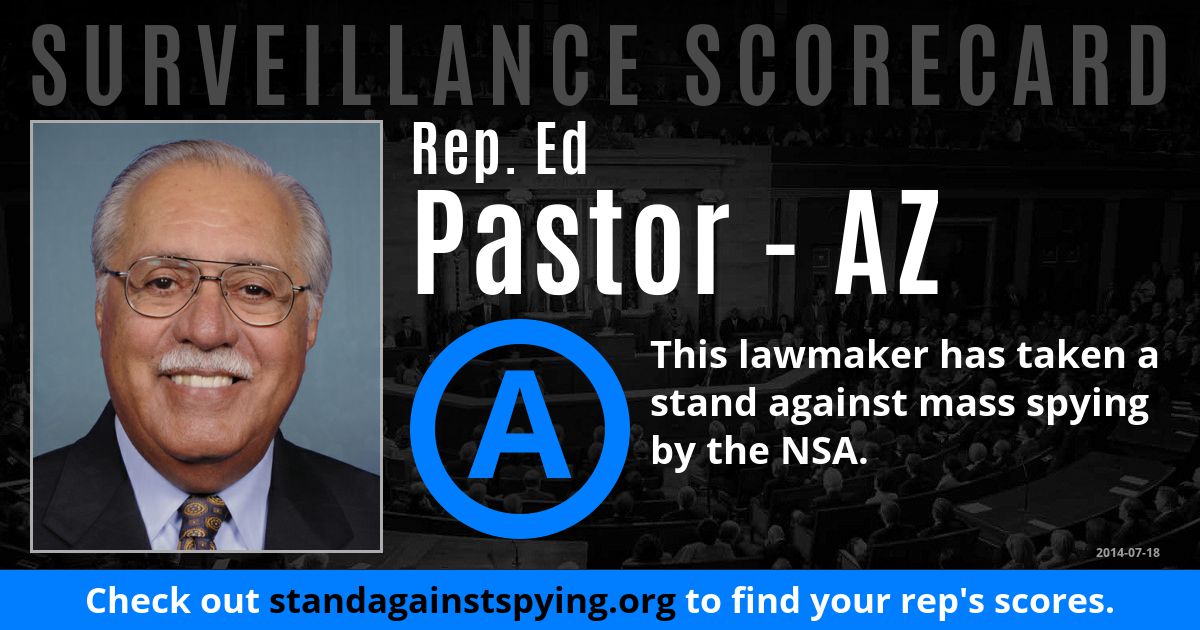 SURVEILLANCE SCORECARD
Rep. Ed
Pastor - AZ
A
This lawmaker has taken a
stand against mass spying
by the NSA.
2014-07-18
Check out standagainstspying.org to find your rep's scores.